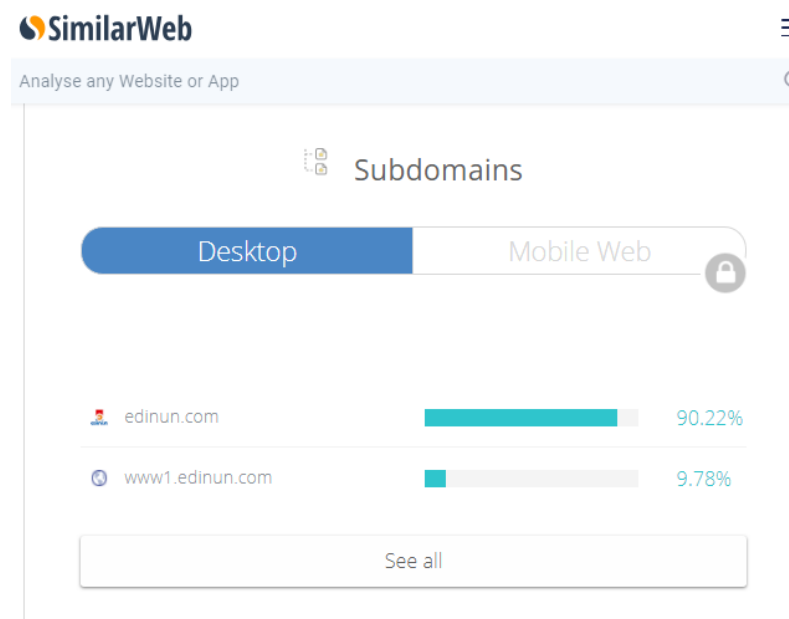 SimilarWeb
Analyse any Website or App
Subdomains
Desktop
Mobile Web
edinun.com
90.22%
www1.edinun.com
9.78%
See all